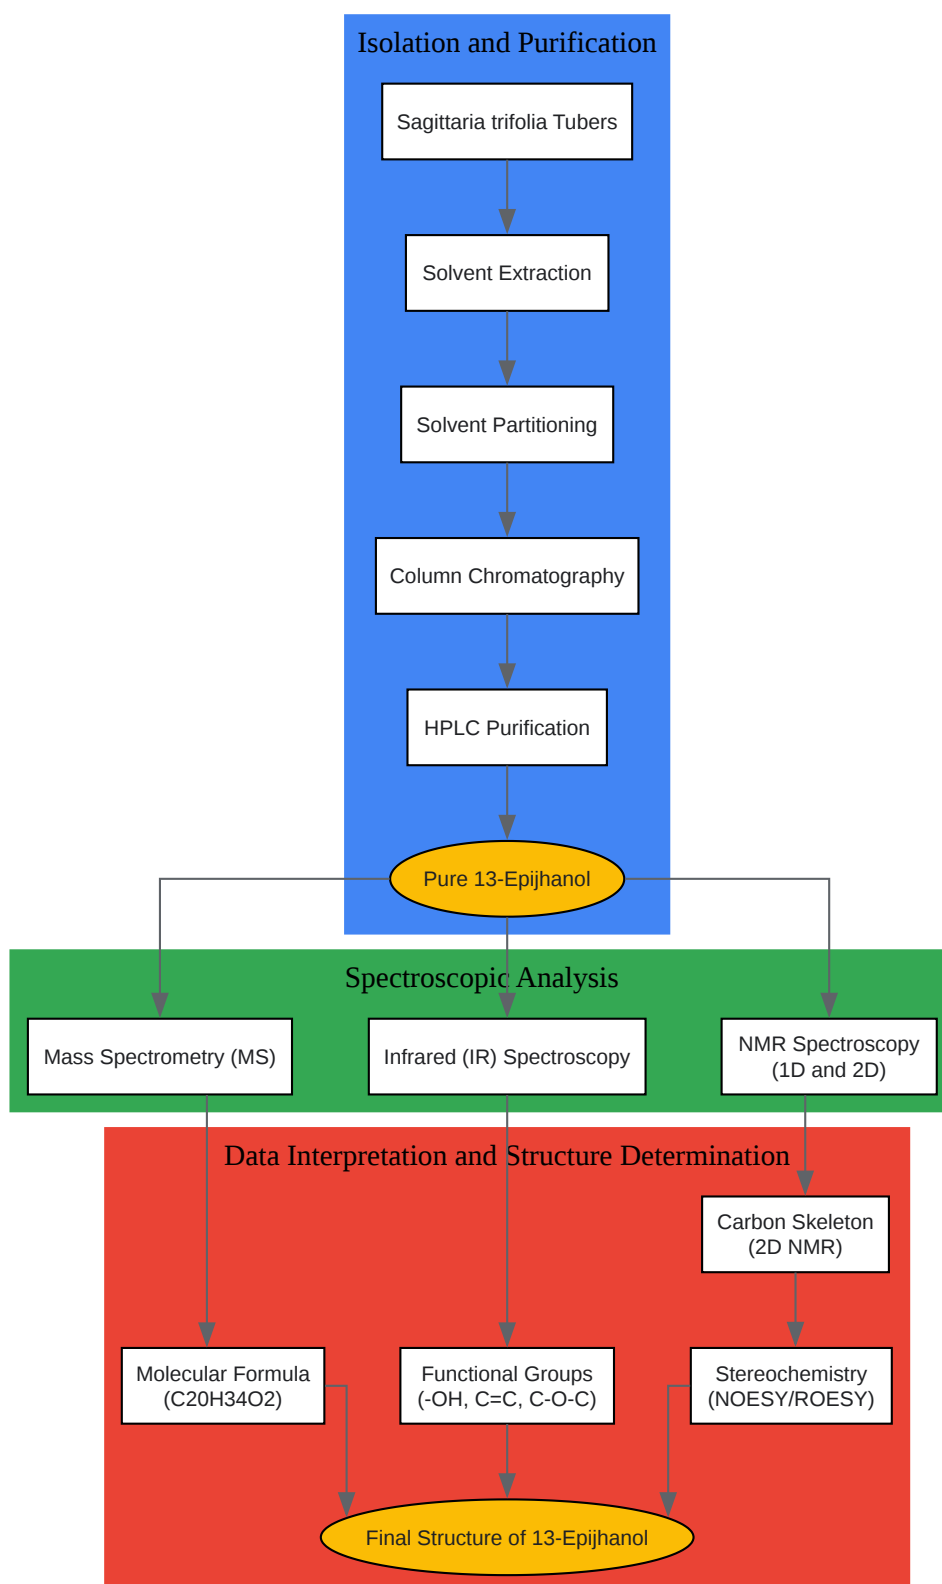 Isolation and Purification
Sagittaria trifolia Tubers
Solvent Extraction
Solvent Partitioning
Column Chromatography
HPLC Purification
Pure 13-Epijhanol
Spectroscopic Analysis
Mass Spectrometry (MS)
Infrared (IR) Spectroscopy
NMR Spectroscopy
(1D and 2D)
Data Interpretation and Structure Determination
Carbon Skeleton
(2D NMR)
Molecular Formula
(C20H34O2)
Functional Groups
(-OH, C=C, C-O-C)
Stereochemistry
(NOESY/ROESY)
Final Structure of 13-Epijhanol